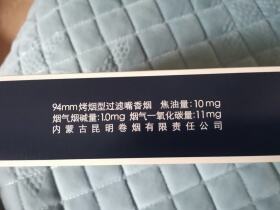 94mm烤烟型过滤嘴香烟 焦油量:10mg
烟气烟碱量:1.0mg 烟气一氧化碳量:11mg
内蒙古昆明卷烟有限责任公司